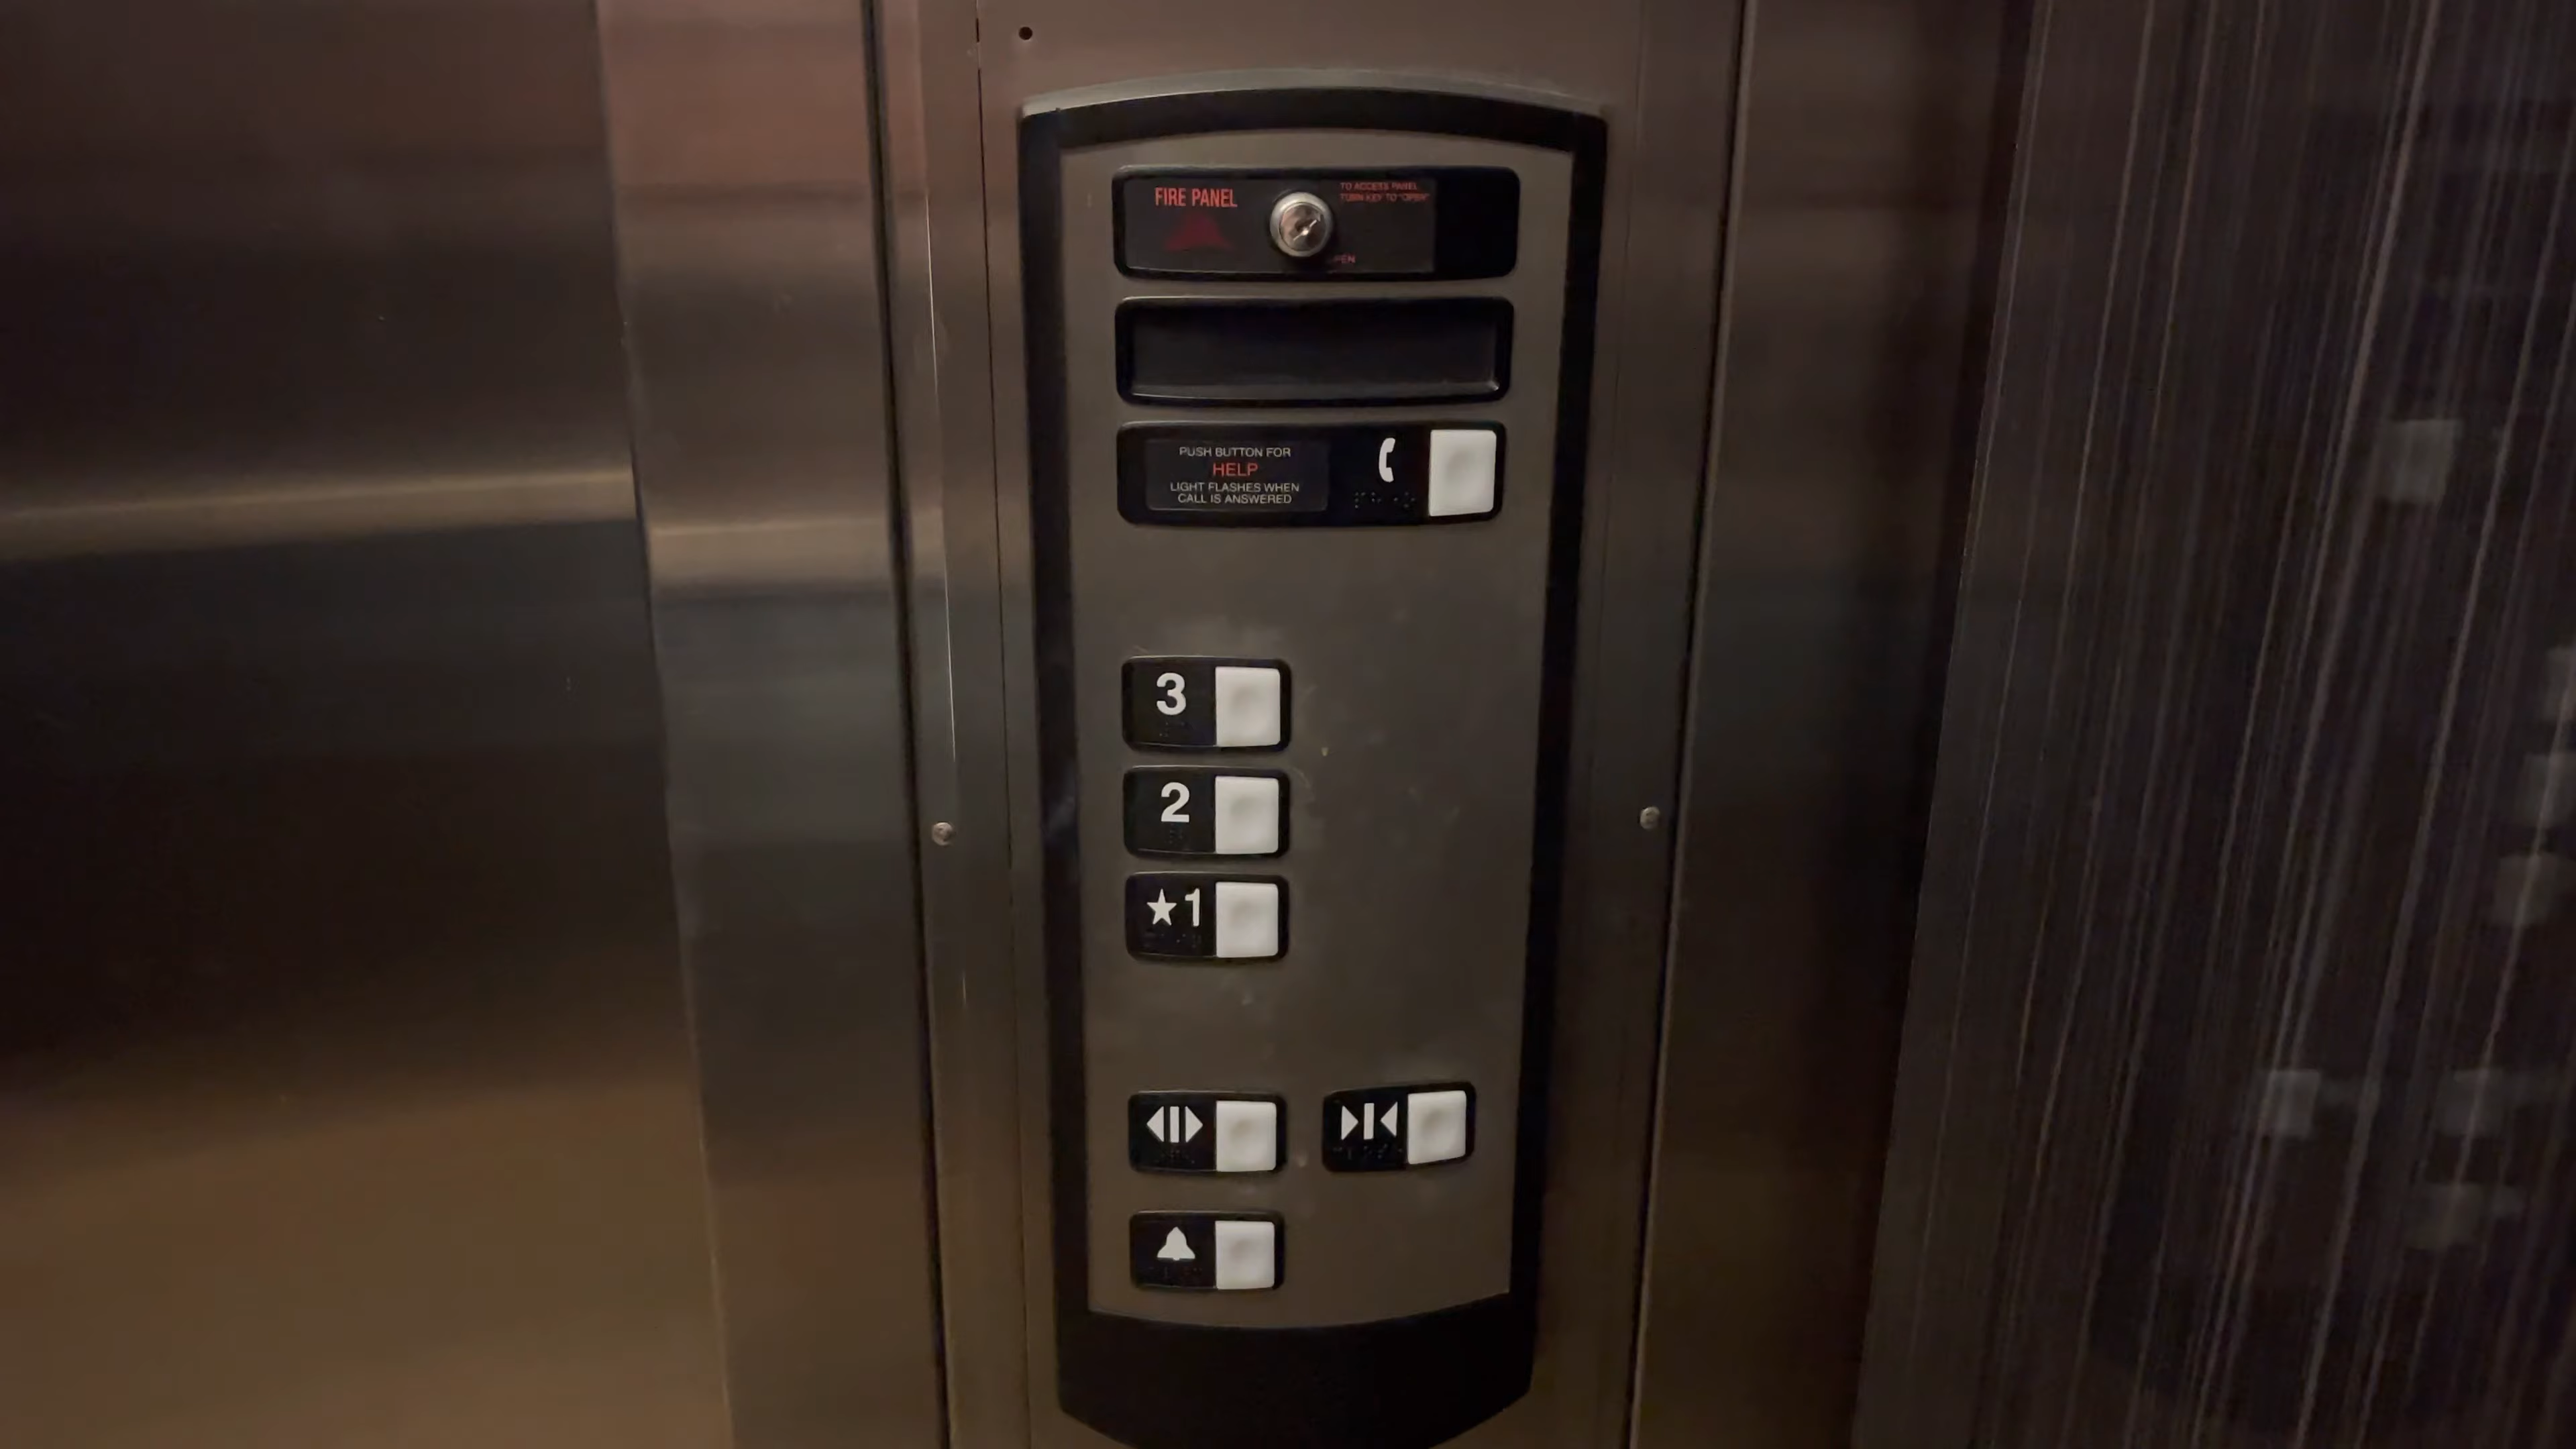 FIRE PANEL
TO ACCESS PANEL
TURN KEY TO "OPEN"
PUSH BUTTON FOR
HELP
LIGHT FLASHES WHEN
CALL IS ANSWERED
3
2
★1